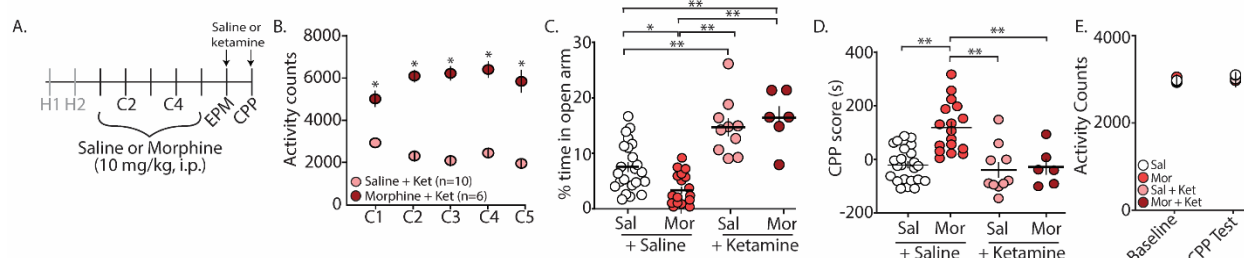 A.
Saline or
ketamine
H1 H2 C2 C4 EPM CPP
Saline or Morphine
(10 mg/kg, i.p.)
B.
Activity counts
8000
6000
4000
2000
0
* * * * *
Saline + Ket (n=10)
Morphine + Ket (n=6)
C1 C2 C3 C4 C5
C.
% time in open arm
30
20
10
0
**
**
* **
**
Sal Mor Sal Mor
+ Saline + Ketamine
D.
CPP score (s)
400
200
0
-200
**
** **
Sal Mor Sal Mor
+ Saline + Ketamine
E.
Activity Counts
4000
2000
0
Sal
Mor
Sal + Ket
Mor + Ket
Baseline
CPP Test